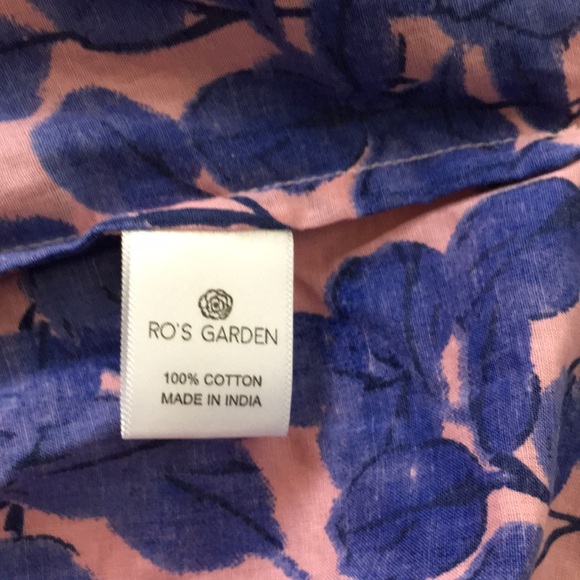 RO'S GARDEN
100% COTTON
MADE IN INDIA